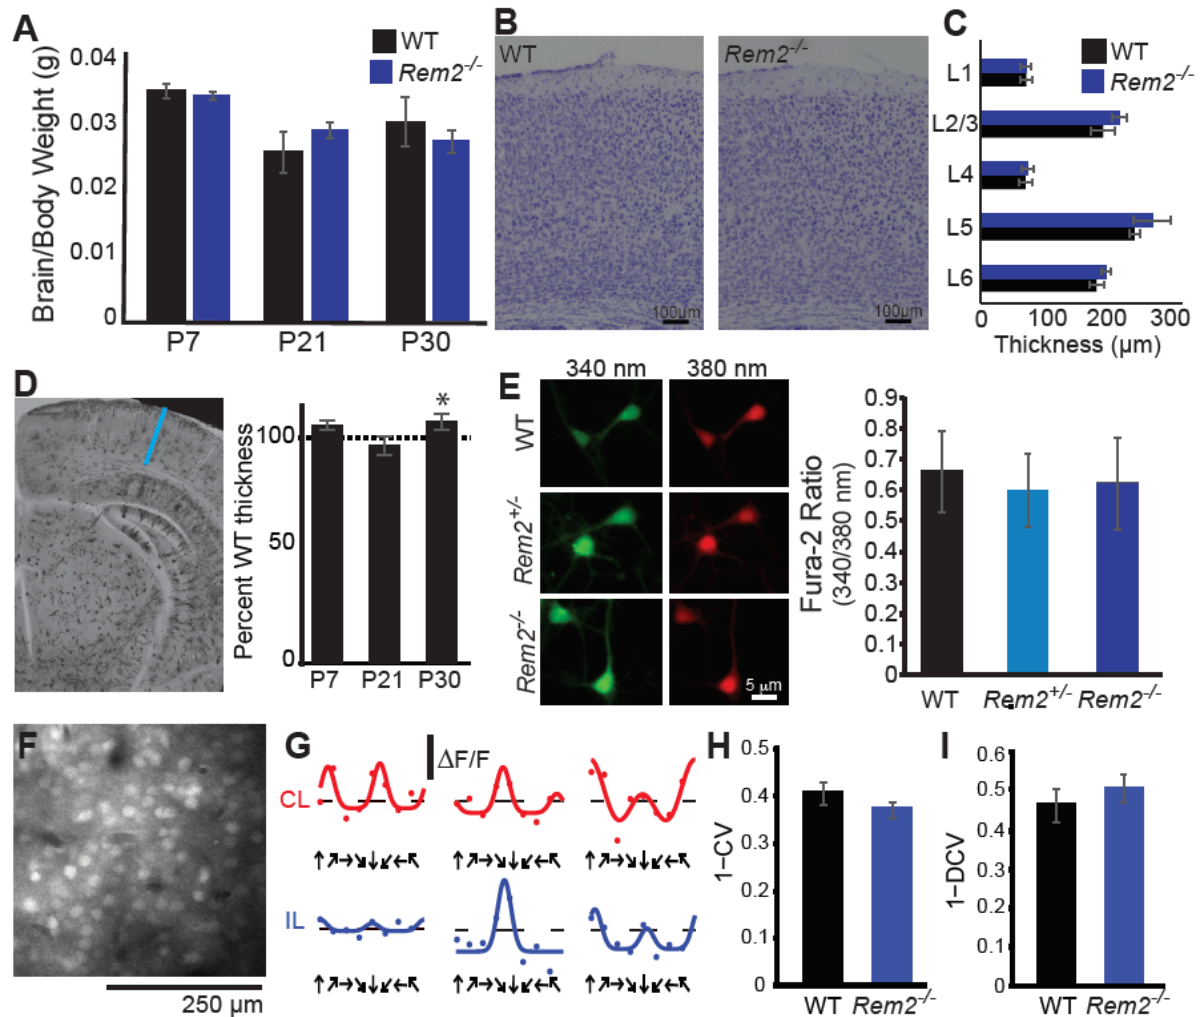 A
Brain/Body Weight (g)
0.04
0.03
0.02
0.01
0
WT
Rem2-/-
P7 P21 P30
B
WT
Rem2-/-
100µm
100µm
C
WT
Rem2-/-
L1
L2/3
L4
L5
L6
0 100 200 300
Thickness (µm)
D
Percent WT thickness
100
50
0
*
P7 P21 P30
E
340 nm 380 nm
WT
Rem2+/-
Rem2-/-
5 µm
Fura-2 Ratio
(340/380 nm)
0.9
0.8
0.7
0.6
0.5
0.4
0.3
0.2
0.1
0
WT Rem2+/- Rem2-/-
F
250 µm
G
ΔF/F
CL
↑↗→↘↓↙←↖ ↑↗→↘↓↙←↖ ↑↗→↘↓↙←↖
IL
↑↗→↘↓↙←↖ ↑↗→↘↓↙←↖ ↑↗→↘↓↙←↖
H
1−CV
0.5
0.4
0.3
0.2
0.1
0
WT Rem2-/-
I
1−DCV
0.6
0.5
0.4
0.3
0.2
0.1
0
WT Rem2-/-